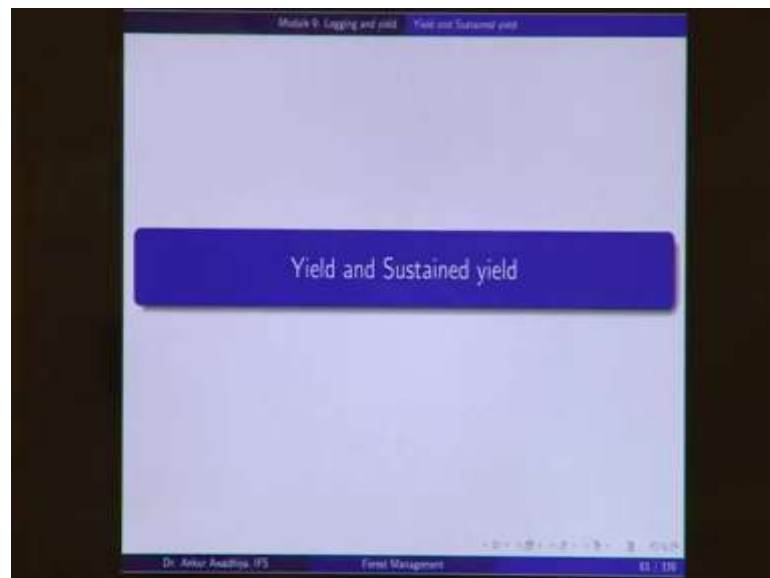 Module 9: Logging and yield Yield and Sustained yield
Yield and Sustained yield
Dr. Ankur Awadhiya, IFS Forest Management